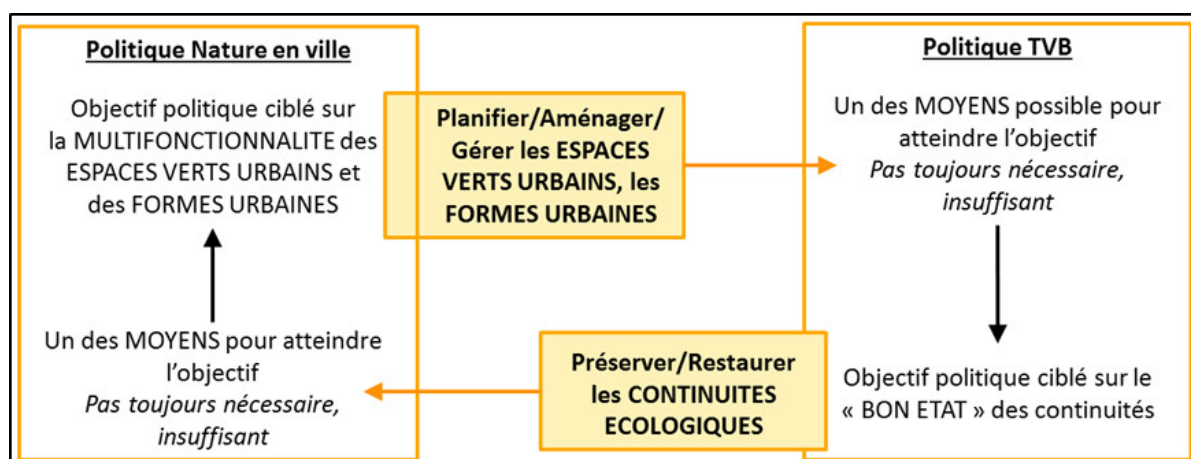 Politique Nature en ville
Objectif politique ciblé sur
la MULTIFONCTIONNALITE des
ESPACES VERTS URBAINS et
des FORMES URBAINES
Un des MOYENS pour atteindre
l'objectif
Pas toujours nécessaire,
insuffisant
Planifier/Aménager/
Gérer les ESPACES
VERTS URBAINS, les
FORMES URBAINES
Préserver/Restaurer
les CONTINUITES
ECOLOGIQUES
Politique TVB
Un des MOYENS possible pour
atteindre l'objectif
Pas toujours nécessaire,
insuffisant
Objectif politique ciblé sur le
« BON ETAT » des continuités